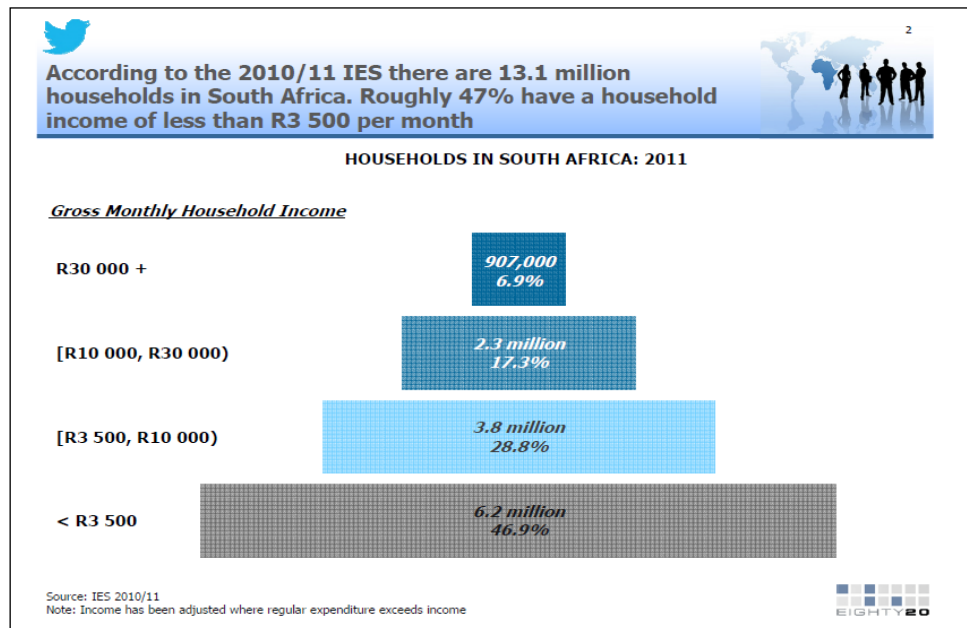 2
According to the 2010/11 IES there are 13.1 million
households in South Africa. Roughly 47% have a household
income of less than R3 500 per month
HOUSEHOLDS IN SOUTH AFRICA: 2011
Gross Monthly Household Income
R30 000 +
907,000
6.9%
[R10 000, R30 000)
2.3 million
17.3%
[R3 500, R10 000)
3.8 million
28.8%
< R3 500
6.2 million
46.9%
Source: IES 2010/11
Note: Income has been adjusted where regular expenditure exceeds income
EIGHTY20